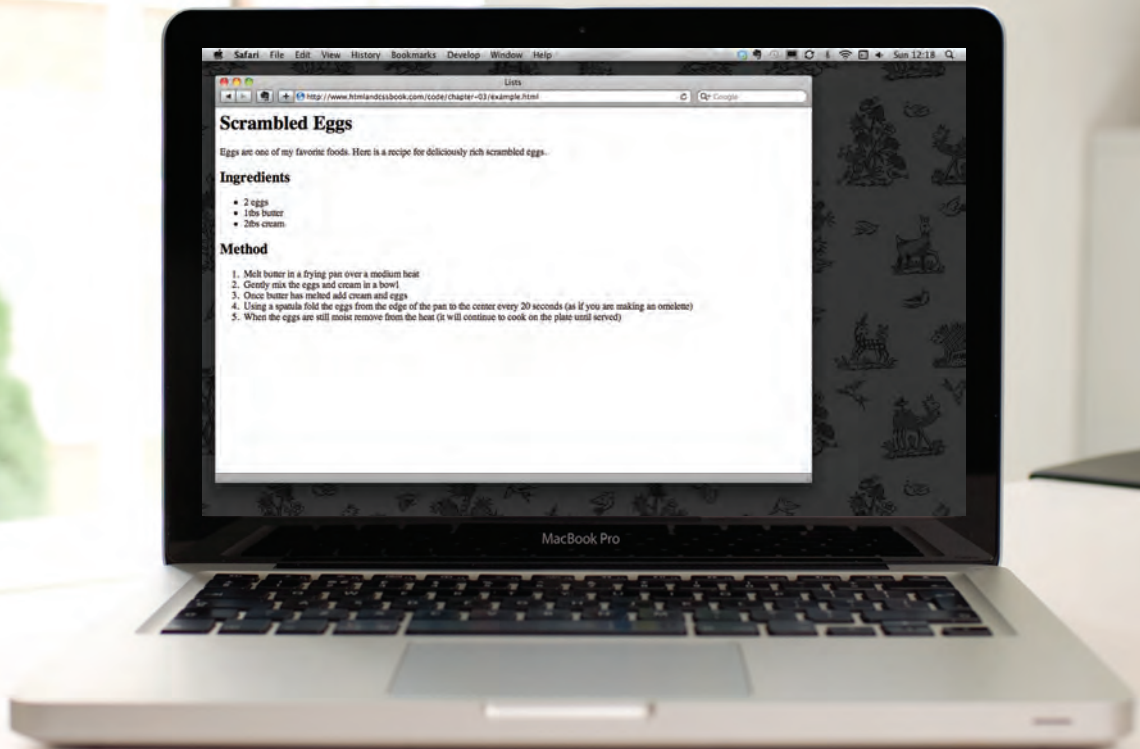 Safari File Edit View History Bookmarks Develop Window Help Sun 12:18
Lists
http://www.htmlandcssbook.com/code/chapter-03/example.html Google
Scrambled Eggs
Eggs are one of my favorite foods. Here is a recipe for deliciously rich scrambled eggs.
Ingredients
• 2 eggs
• 1tbs butter
• 2tbs cream
Method
1. Melt butter in a frying pan over a medium heat
2. Gently mix the eggs and cream in a bowl
3. Once butter has melted add cream and eggs
4. Using a spatula fold the eggs from the edge of the pan to the center every 20 seconds (as if you are making an omelette)
5. When the eggs are still moist remove from the heat (it will continue to cook on the plate until served)
MacBook Pro